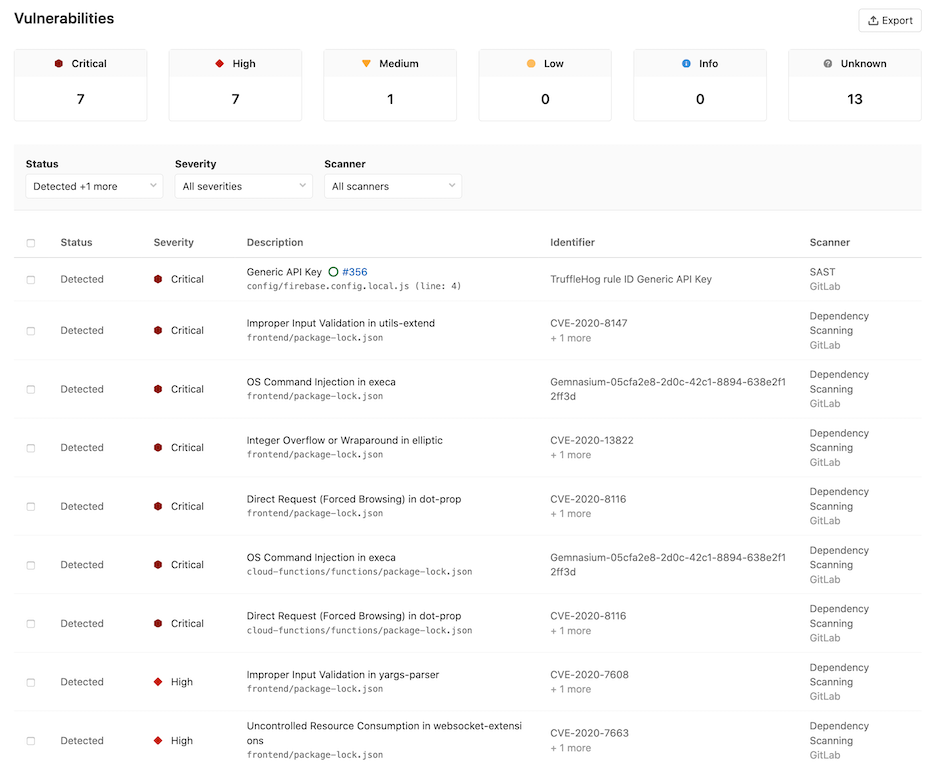 Vulnerabilities
Export
Critical
High
Medium
Low
Info
Unknown
7
7
1
0
0
13
Status
Severity
Scanner
Detected +1 more
All severities
All scanners
Status
Severity
Description
Identifier
Scanner
Detected
Critical
Generic API Key #356
config/firebase.config.local.js (line: 4)
TruffleHog rule ID Generic API Key
SAST
GitLab
Detected
Critical
Improper Input Validation in utils-extend
frontend/package-lock.json
CVE-2020-8147
+ 1 more
Dependency
Scanning
GitLab
Detected
Critical
OS Command Injection in execa
frontend/package-lock.json
Gemnasium-05cfa2e8-2d0c-42c1-8894-638e2f1
2ff3d
Dependency
Scanning
GitLab
Detected
Critical
Integer Overflow or Wraparound in elliptic
frontend/package-lock.json
CVE-2020-13822
+ 1 more
Dependency
Scanning
GitLab
Detected
Critical
Direct Request (Forced Browsing) in dot-prop
frontend/package-lock.json
CVE-2020-8116
+ 1 more
Dependency
Scanning
GitLab
Detected
Critical
OS Command Injection in execa
cloud-functions/functions/package-lock.json
Gemnasium-05cfa2e8-2d0c-42c1-8894-638e2f1
2ff3d
Dependency
Scanning
GitLab
Detected
Critical
Direct Request (Forced Browsing) in dot-prop
cloud-functions/functions/package-lock.json
CVE-2020-8116
+ 1 more
Dependency
Scanning
GitLab
Detected
High
Improper Input Validation in yargs-parser
frontend/package-lock.json
CVE-2020-7608
+ 1 more
Dependency
Scanning
GitLab
Detected
High
Uncontrolled Resource Consumption in websocket-extensi
ons
frontend/package-lock.json
CVE-2020-7663
+ 1 more
Dependency
Scanning
GitLab